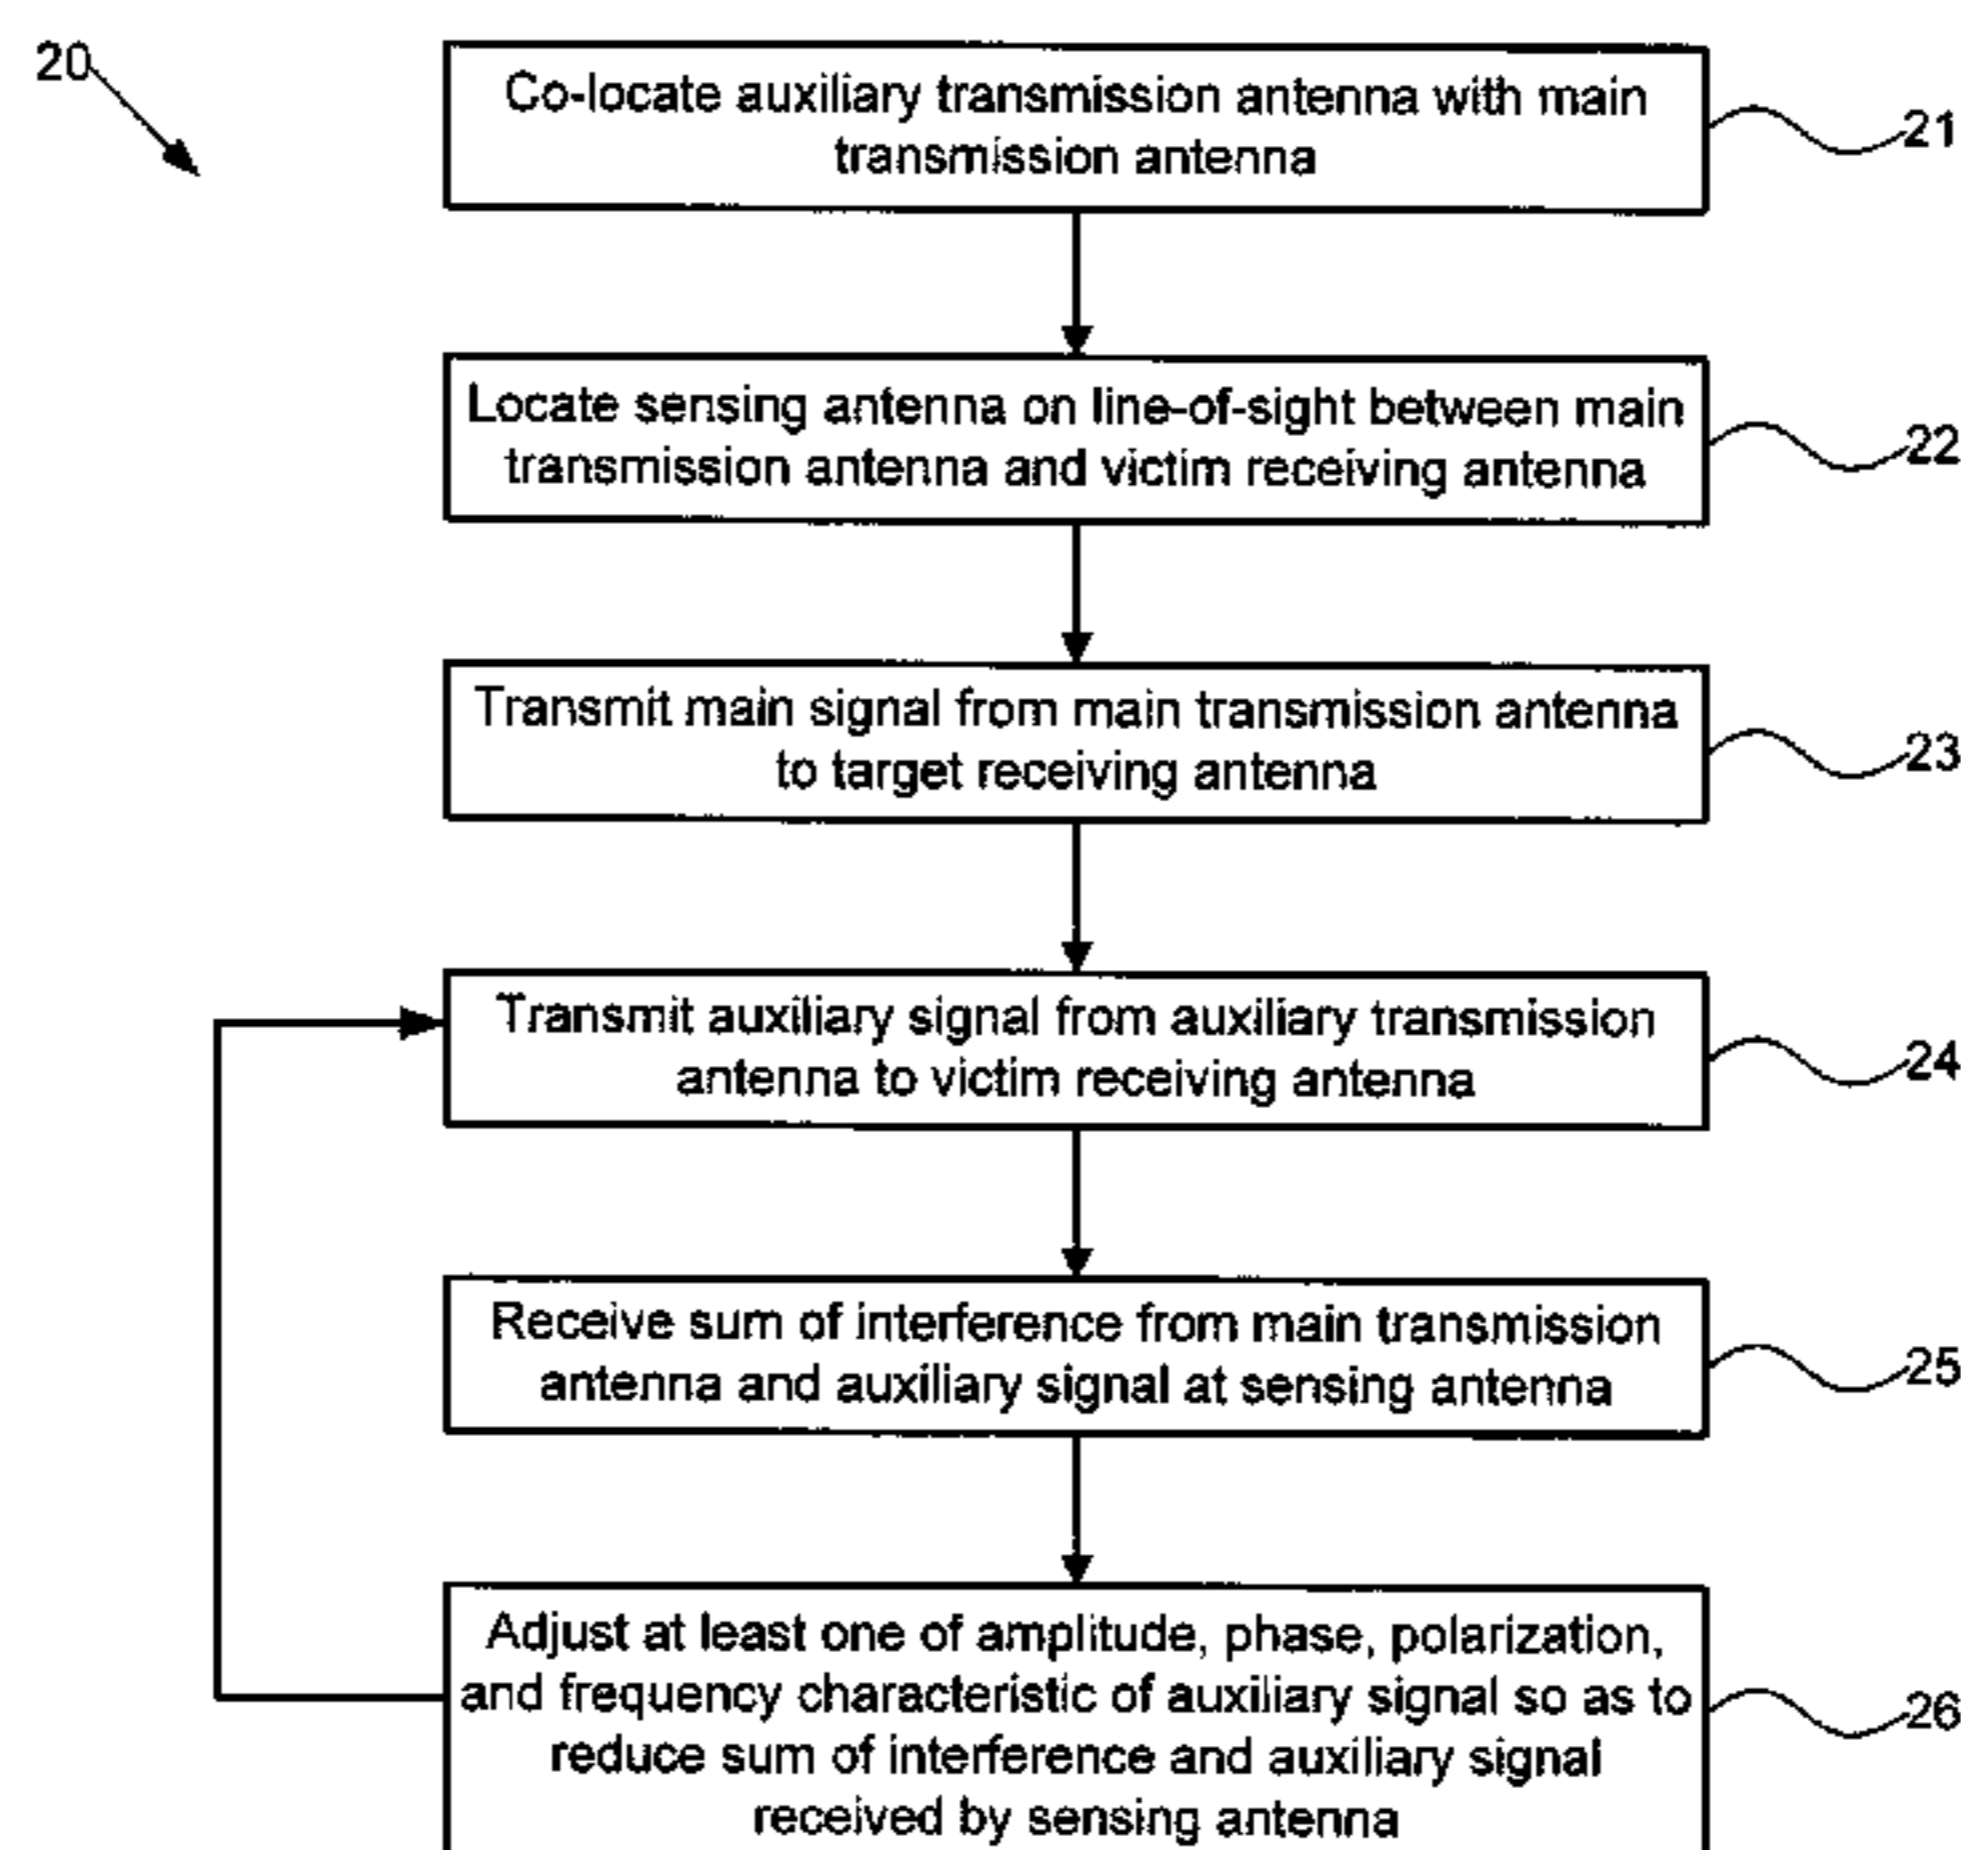 20
Co-locate auxiliary transmission antenna with main
transmission antenna
21
Locate sensing antenna on line-of-sight between main
transmission antenna and victim receiving antenna
22
Transmit main signal from main transmission antenna
to target receiving antenna
23
Transmit auxiliary signal from auxiliary transmission
antenna to victim receiving antenna
24
Receive sum of interference from main transmission
antenna and auxiliary signal at sensing antenna
25
Adjust at least one of amplitude, phase, polarization,
and frequency characteristic of auxiliary signal so as to
reduce sum of interference and auxiliary signal
received by sensing antenna
26